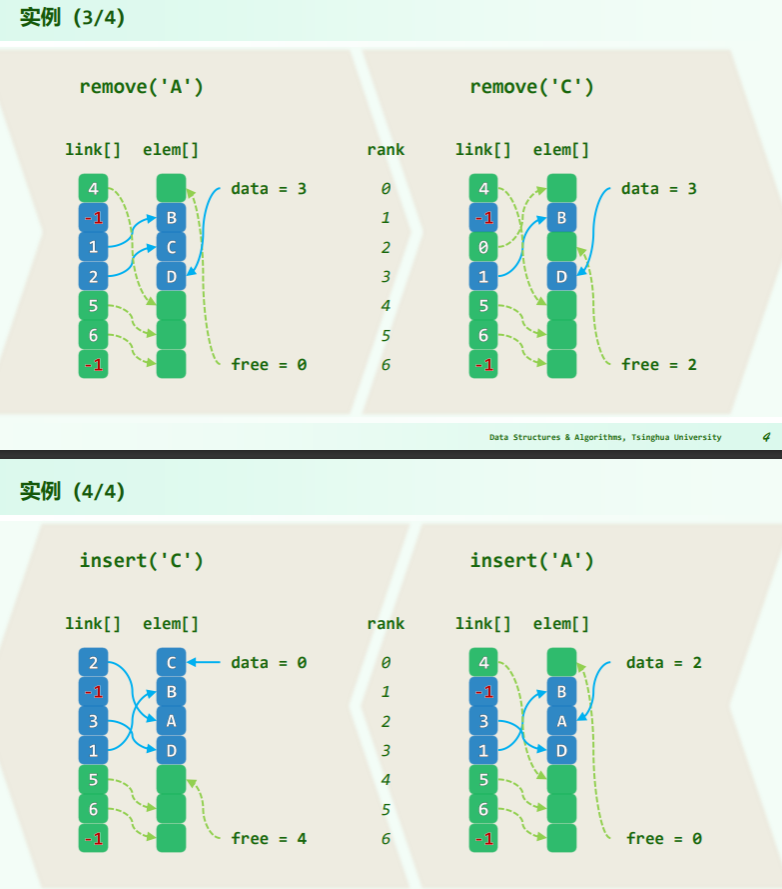 实例 (3/4)
remove('A') remove('C')
link[] elem[] rank link[] elem[]
4 data = 3 0 4 data = 3
-1 B 1 -1 B
1 C 2 0
2 D 3 1 D
5 4 5
6 5 6
-1 free = 0 6 -1 free = 2
Data Structures & Algorithms, Tsinghua University 4
实例 (4/4)
insert('C') insert('A')
link[] elem[] rank link[] elem[]
2 C data = 0 0 4 data = 2
-1 B 1 -1 B
3 A 2 3 A
1 D 3 1 D
5 4 5
6 5 6
-1 free = 4 6 -1 free = 0